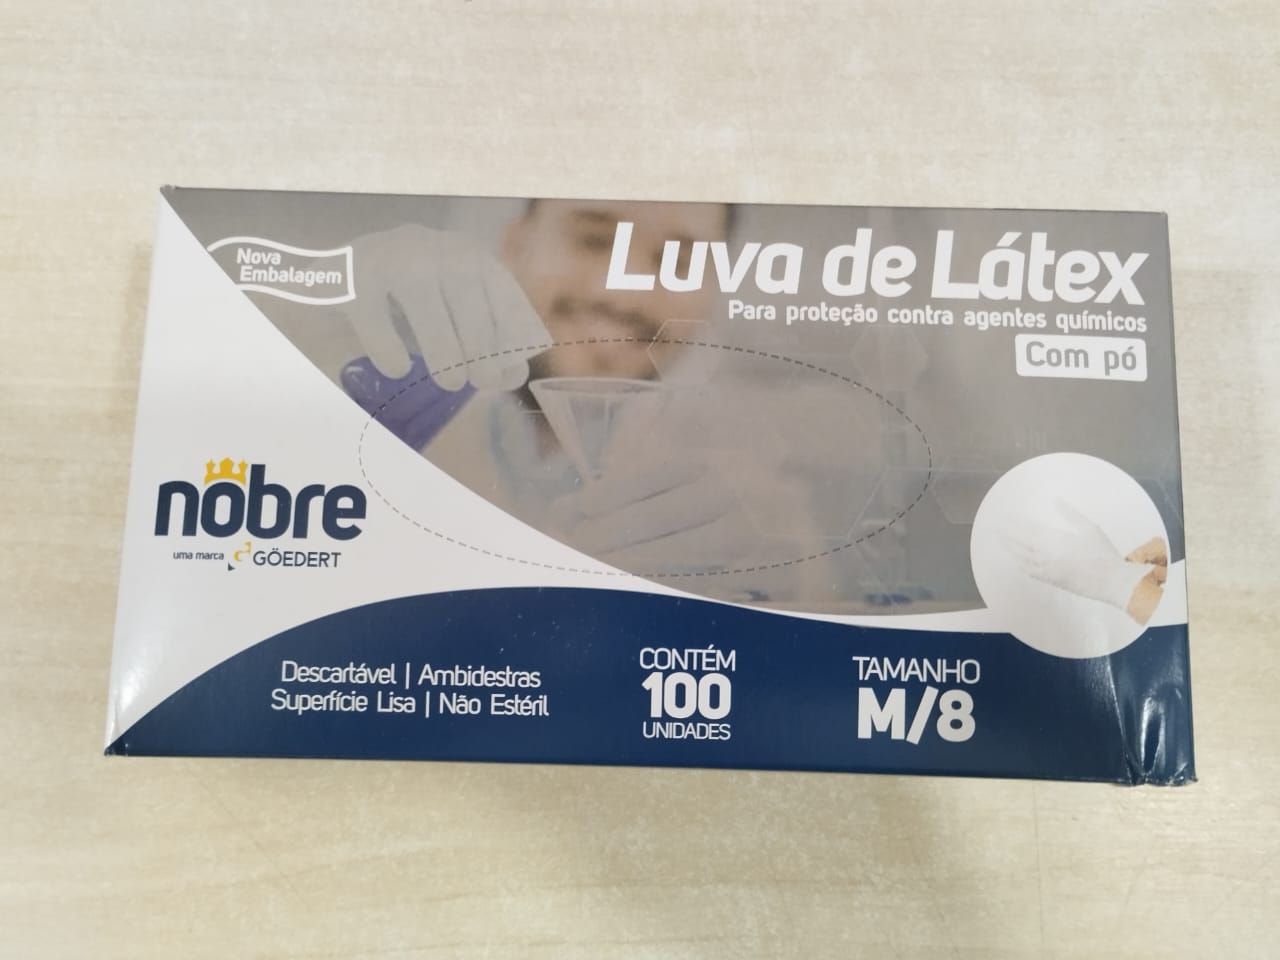 Nova
Embalagem
Luva de Látex
Para proteção contra agentes químicos
Com pó
nobre
uma marca GÖEDERT
Descartável | Ambidestras
Superfície Lisa | Não Estéril
CONTÉM
100
UNIDADES
TAMANHO
M/8